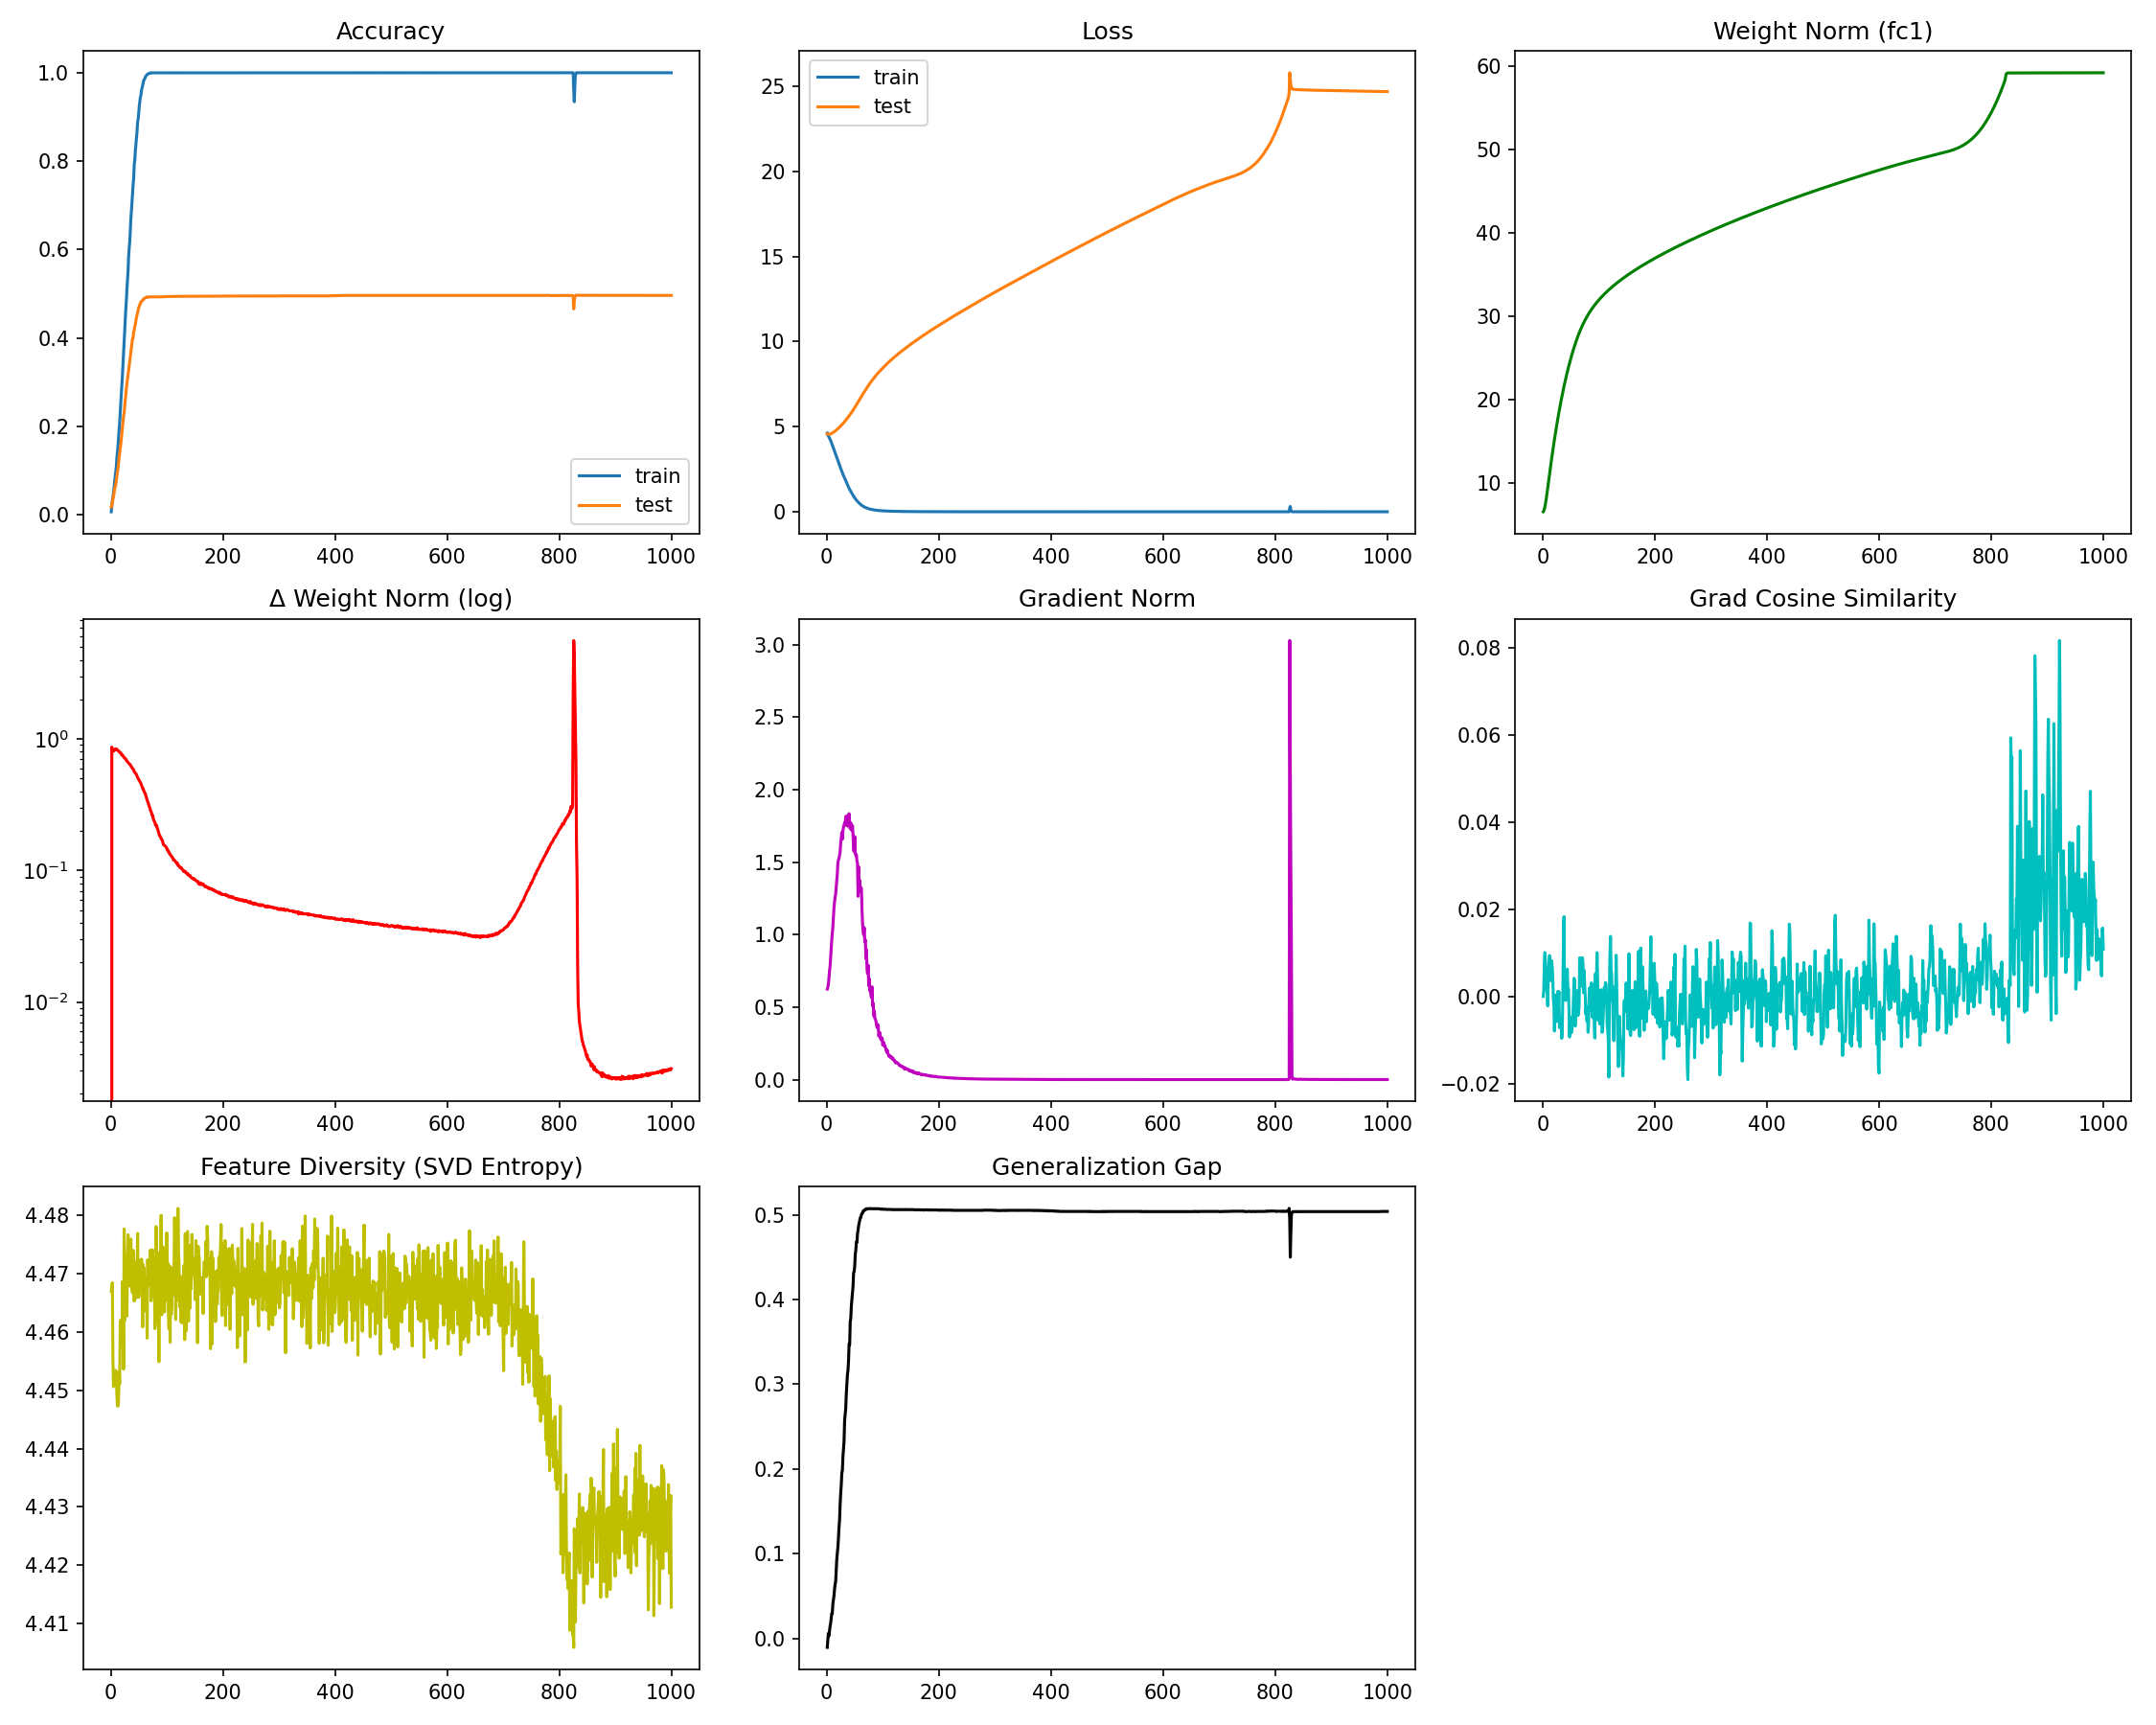 Accuracy
1.0
0.8
0.6
0.4
0.2
0.0
train
test
0 200 400 600 800 1000
Loss
train
test
25
20
15
10
5
0
0 200 400 600 800 1000
Weight Norm (fc1)
60
50
40
30
20
10
0 200 400 600 800 1000
Δ Weight Norm (log)
10⁰
10⁻¹
10⁻²
0 200 400 600 800 1000
Gradient Norm
3.0
2.5
2.0
1.5
1.0
0.5
0.0
0 200 400 600 800 1000
Grad Cosine Similarity
0.08
0.06
0.04
0.02
0.00
−0.02
0 200 400 600 800 1000
Feature Diversity (SVD Entropy)
4.48
4.47
4.46
4.45
4.44
4.43
4.42
4.41
0 200 400 600 800 1000
Generalization Gap
0.5
0.4
0.3
0.2
0.1
0.0
0 200 400 600 800 1000